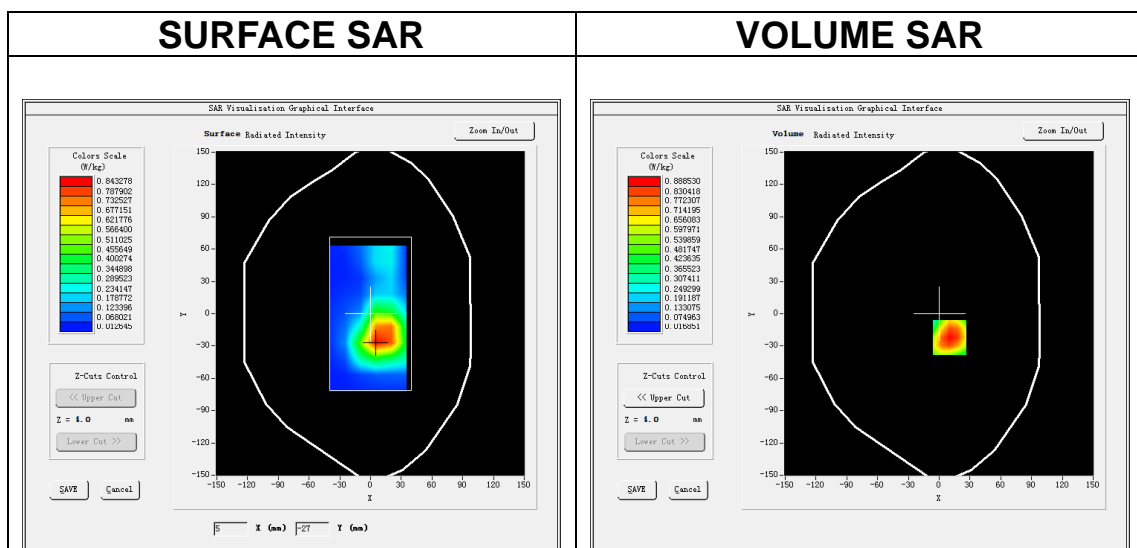 SURFACE SAR
VOLUME SAR
SAR Visualisation Graphical Interface
Surface Radiated Intensity
Zoom In/Out
Colors Scale
(W/kg)
0.843278
0.787902
0.732527
0.677151
0.621776
0.566400
0.511025
0.455649
0.400274
0.344898
0.289523
0.234147
0.178772
0.123396
0.068021
0.012645
Z-Cuts Control
<< Upper Cut
Z = 4.0 mm
Lower Cut >>
SAVE Cancel
150
120
90
60
30
0
-30
-60
-90
-120
-150
Y
-150 -120 -90 -60 -30 0 30 60 90 120 150
X
5 X (mm) -27 Y (mm)
SAR Visualisation Graphical Interface
Volume Radiated Intensity
Zoom In/Out
Colors Scale
(W/kg)
0.888530
0.830418
0.772307
0.714195
0.656083
0.597971
0.539859
0.481747
0.423635
0.365523
0.307411
0.249299
0.191187
0.133075
0.074963
0.016851
Z-Cuts Control
<< Upper Cut
Z = 4.0 mm
Lower Cut >>
SAVE Cancel
150
120
90
60
30
0
-30
-60
-90
-120
-150
Y
-150 -120 -90 -60 -30 0 30 60 90 120 150
X